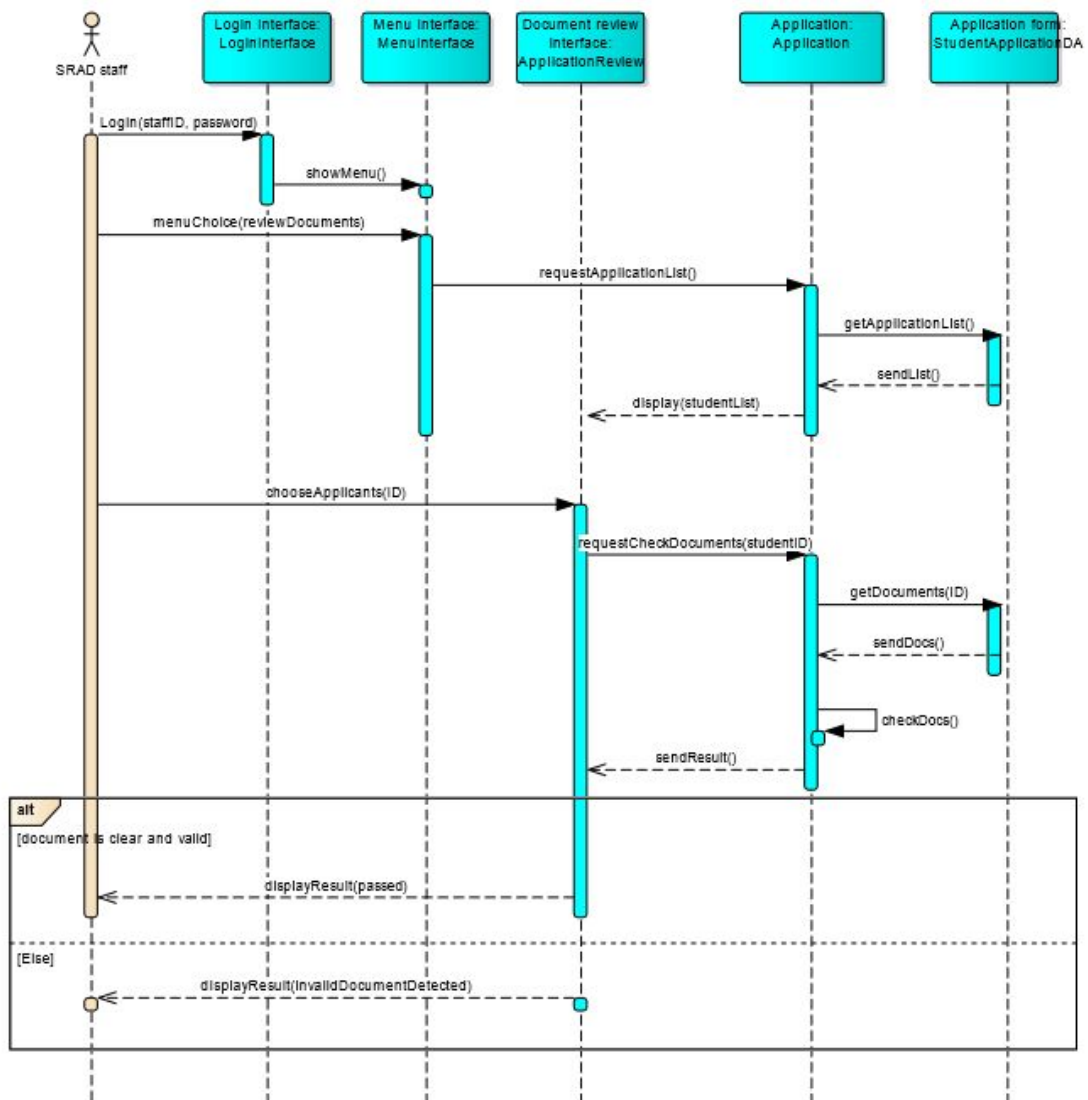 Login Interface:
LoginInterface
Menu Interface:
MenuInterface
Document review
Interface:
ApplicationReview
Application:
Application
Application form:
StudentApplicationDA
SRAD staff
Login(staffID, password)
showMenu()
menuChoice(reviewDocuments)
requestApplicationList()
getApplicationList()
sendList()
display(studentList)
chooseApplicants(ID)
requestCheckDocuments(studentID)
getDocuments(ID)
sendDocs()
checkDocs()
sendResult()
alt
[document is clear and valid]
displayResult(passed)
[Else]
displayResult(invalidDocumentDetected)